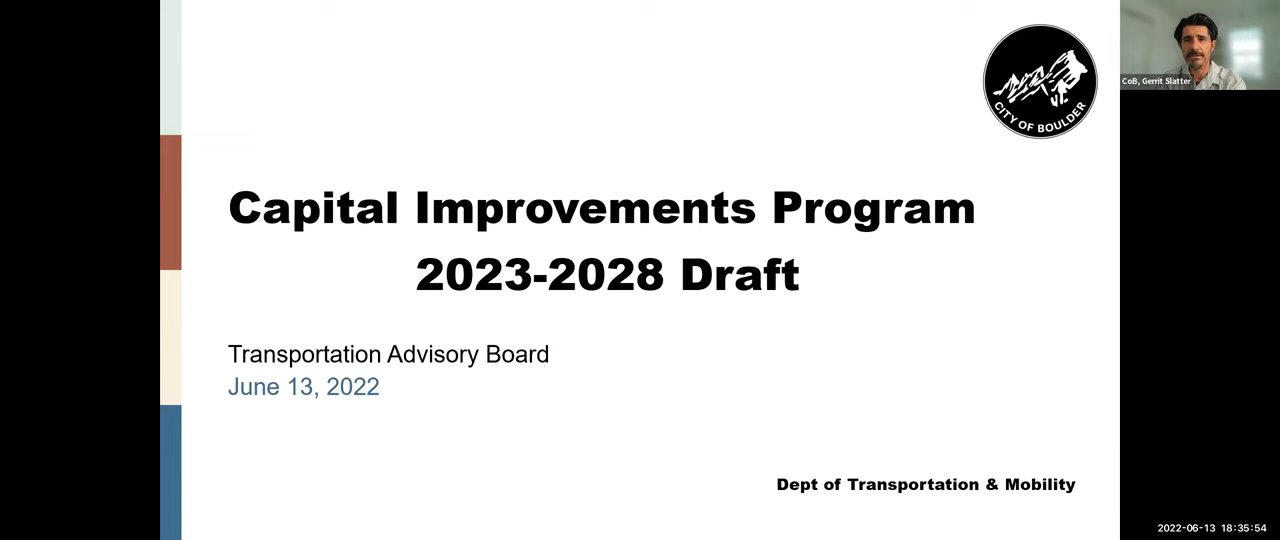 CITY OF BOULDER
CoB, Gerrit Slatter
Capital Improvements Program
2023-2028 Draft
Transportation Advisory Board
June 13, 2022
Dept of Transportation & Mobility
2022-06-13 18:35:54